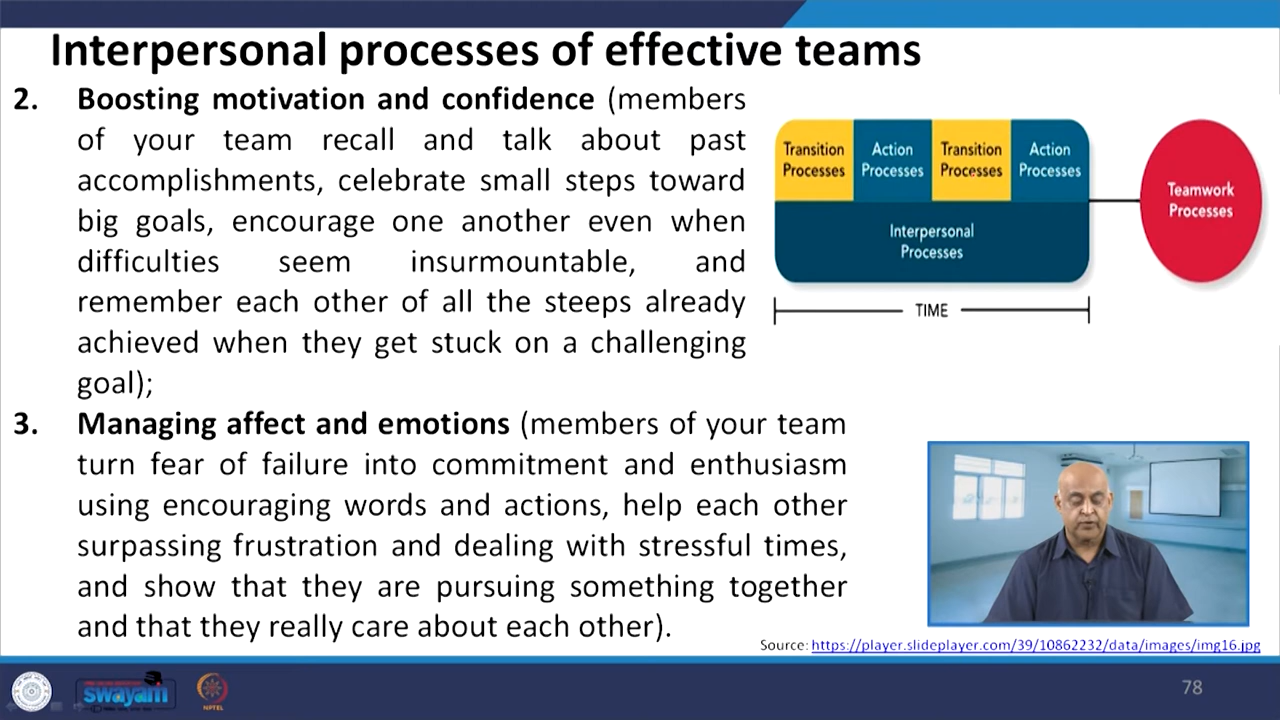 Interpersonal processes of effective teams
2. Boosting motivation and confidence (members
of your team recall and talk about past
accomplishments, celebrate small steps toward
big goals, encourage one another even when
difficulties seem insurmountable, and
remember each other of all the steeps already
achieved when they get stuck on a challenging
goal);
3. Managing affect and emotions (members of your team
turn fear of failure into commitment and enthusiasm
using encouraging words and actions, help each other
surpassing frustration and dealing with stressful times,
and show that they are pursuing something together
and that they really care about each other).
Transition
Processes
Action
Processes
Transition
Processes
Action
Processes
Interpersonal
Processes
TIME
Teamwork
Processes
Source: https://player.slideplayer.com/39/10862232/data/images/img16.jpg
swayam
NPTEL
78